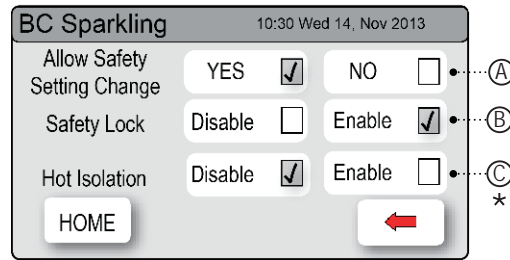 BC Sparkling 10:30 Wed 14, Nov 2013
Allow Safety
Setting Change YES NO Ⓐ
Safety Lock Disable Enable Ⓑ
Hot Isolation Disable Enable Ⓒ
*
HOME